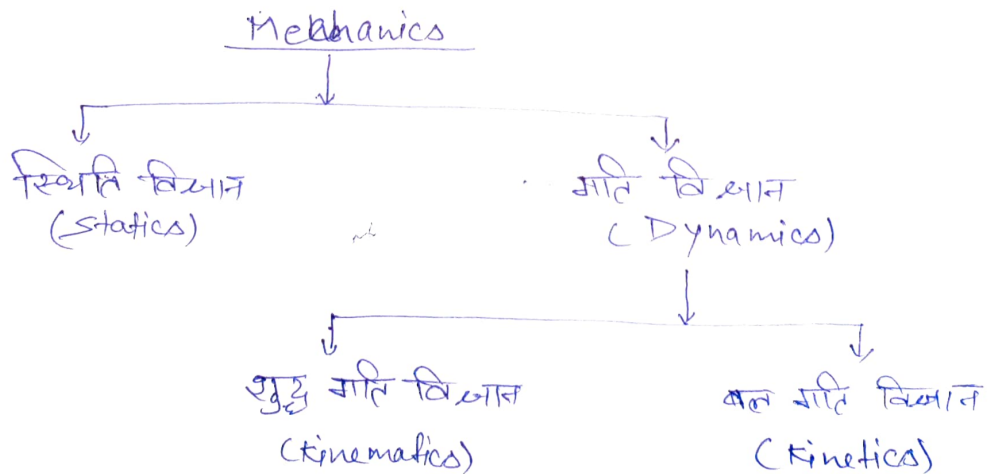 Mechanics
स्थिति विज्ञान
(Statics)
गति विज्ञान
(Dynamics)
शुद्ध गति विज्ञान
(Kinematics)
बल गति विज्ञान
(Kinetics)